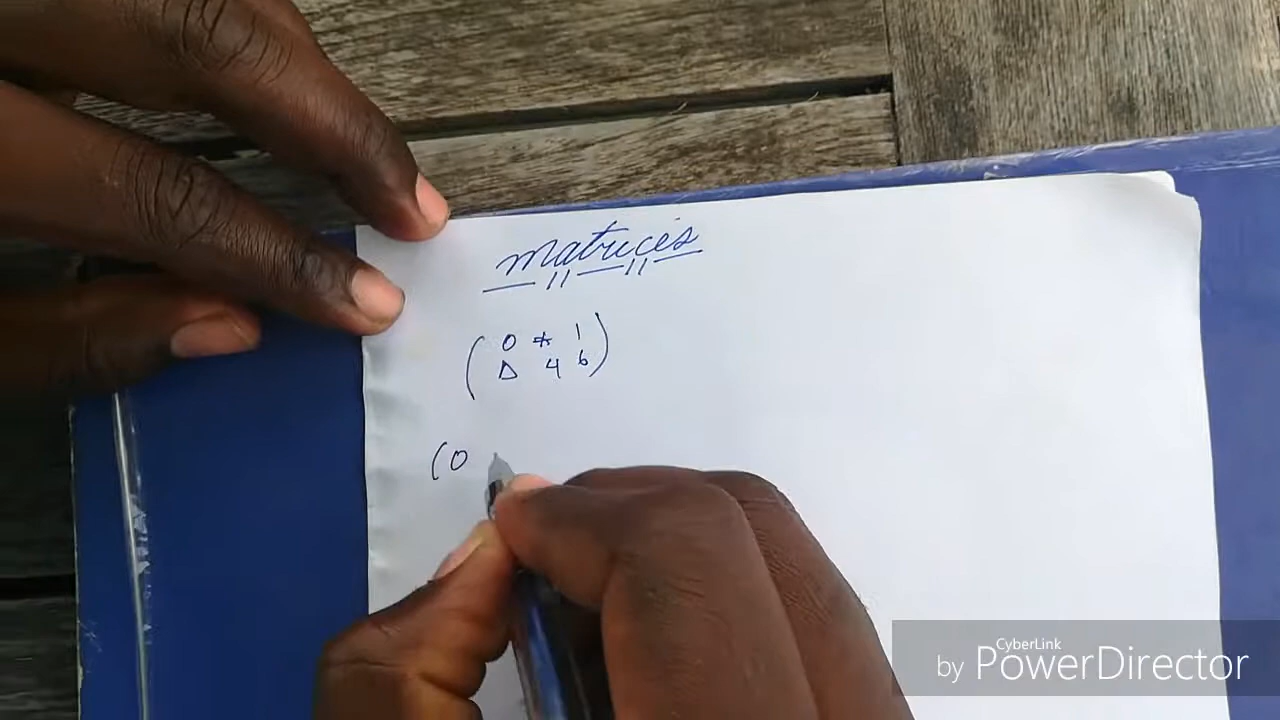 Matrices
( 0 * 1
Δ 4 6 )
( 0
CyberLink
by PowerDirector